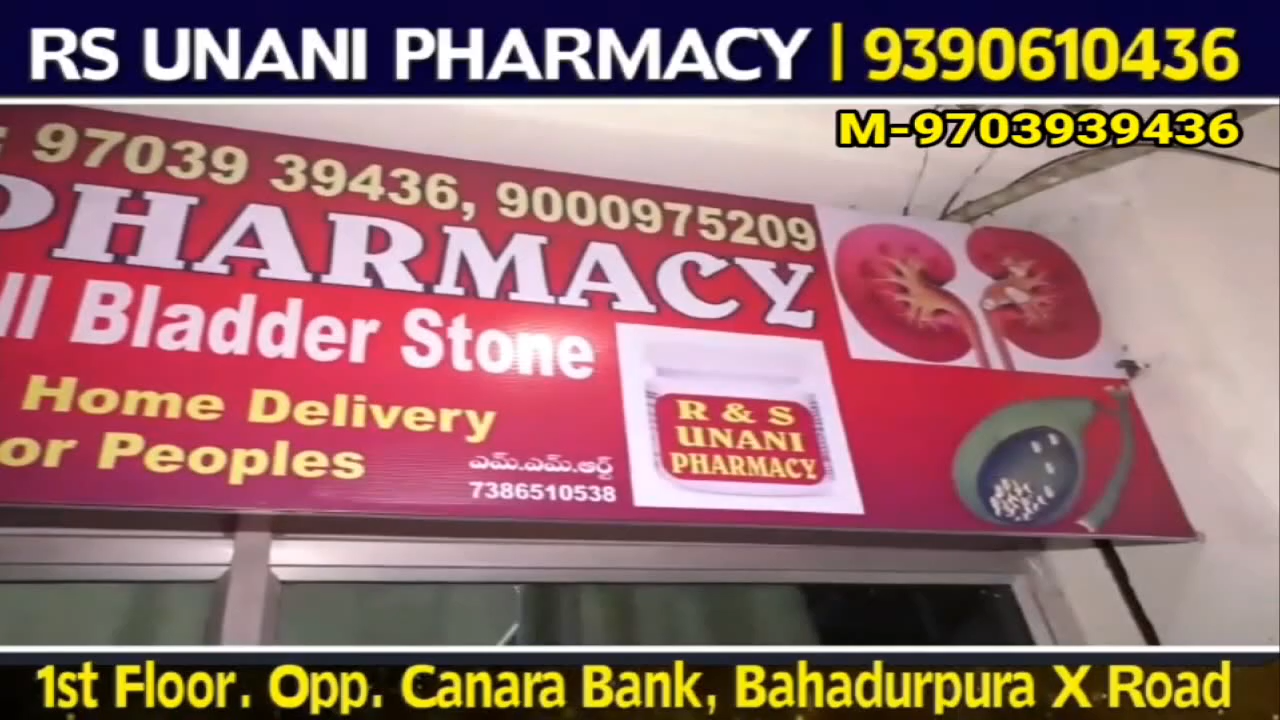 RS UNANI PHARMACY | 9390610436
M-9703939436
: 97039 39436, 9000975209
PHARMACY
ll Bladder Stone
Home Delivery
or Peoples
ఎమ్.ఎమ్.ఆర్ట్
7386510538
R & S
UNANI
PHARMACY
1st Floor. Opp. Canara Bank, Bahadurpura X Road